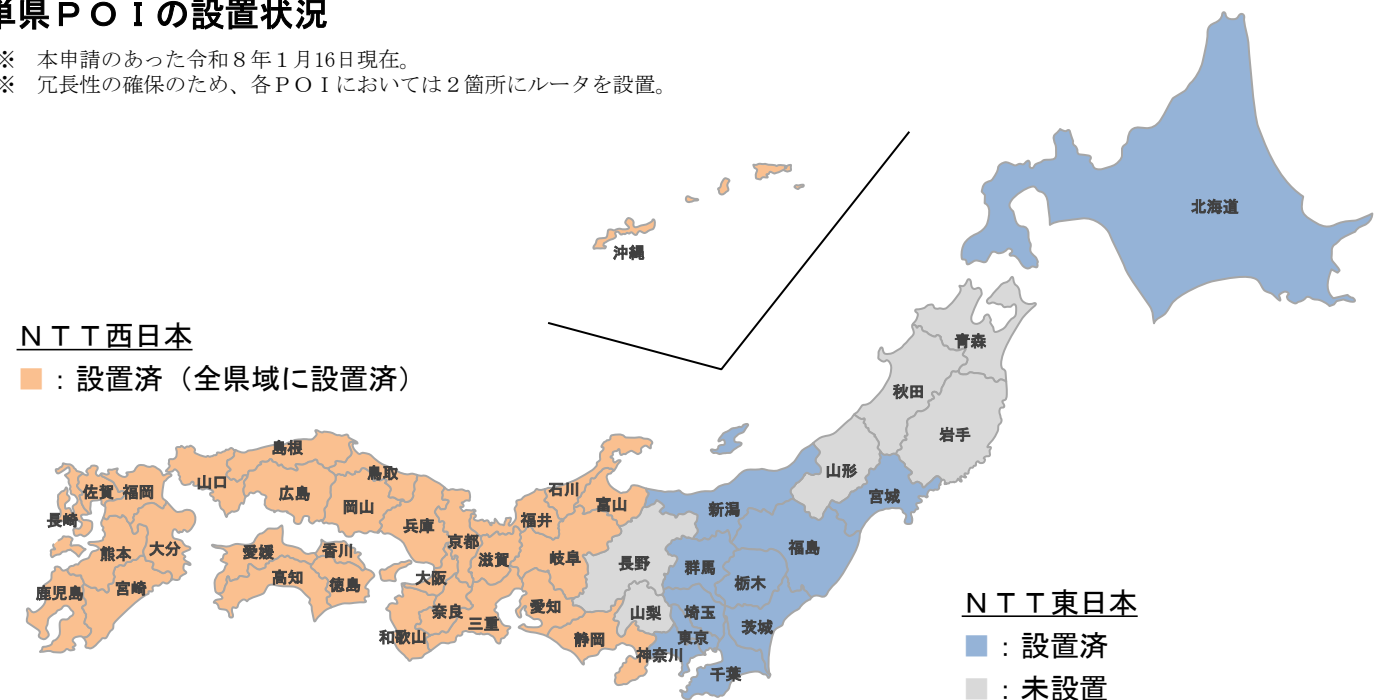 単県ＰＯＩの設置状況
※　本申請のあった令和８年１月16日現在。
※　冗長性の確保のため、各ＰＯＩにおいては２箇所にルータを設置。
北海道
沖縄
ＮＴＴ西日本
：設置済（全県域に設置済）
青森
秋田
岩手
山形
宮城
島根
鳥取
山口
広島
岡山
佐賀
福岡
長崎
熊本
大分
鹿児島
宮崎
愛媛
香川
高知
徳島
兵庫
京都
大阪
滋賀
奈良
和歌山
三重
石川
富山
福井
岐阜
愛知
静岡
新潟
長野
山梨
群馬
福島
栃木
埼玉
東京
茨城
神奈川
千葉
ＮＴＴ東日本
：設置済
：未設置